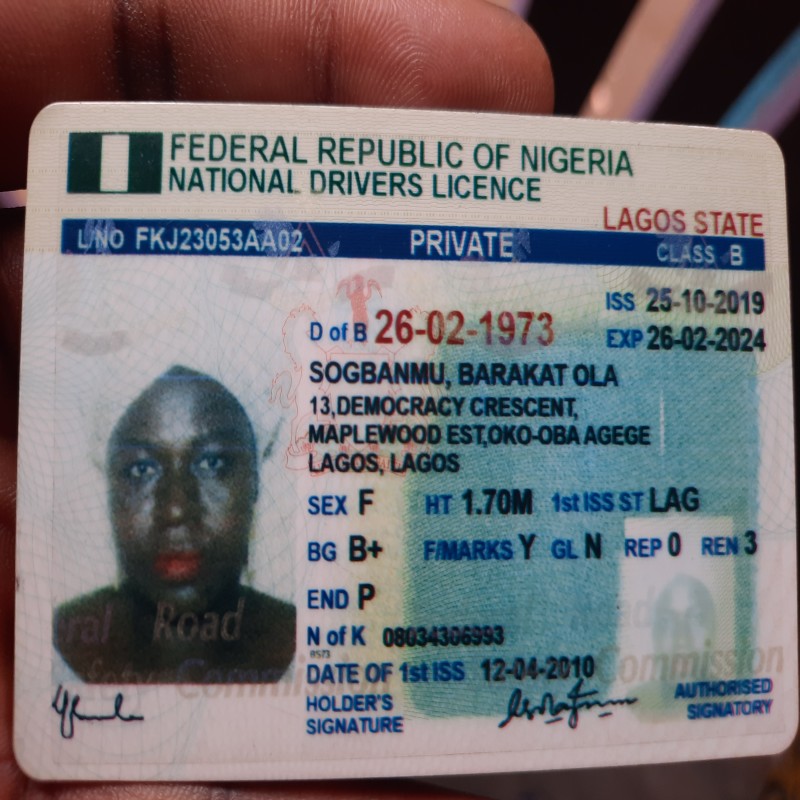 FEDERAL REPUBLIC OF NIGERIA
NATIONAL DRIVERS LICENCE
LAGOS STATE
L/NO FKJ23053AA02 PRIVATE CLASS B
ISS 25-10-2019
D of B 26-02-1973 EXP 26-02-2024
SOGBANMU, BARAKAT OLA
13,DEMOCRACY CRESCENT,
MAPLEWOOD EST,OKO-OBA AGEGE
LAGOS, LAGOS
SEX F HT 1.70M 1st ISS ST LAG
BG B+ F/MARKS Y GL N REP 0 REN 3
END P
ral Road
N of K 08034306993
DATE OF 1st ISS 12-04-2010
Safety Commission Commission
HOLDER'S
SIGNATURE
AUTHORISED
SIGNATORY